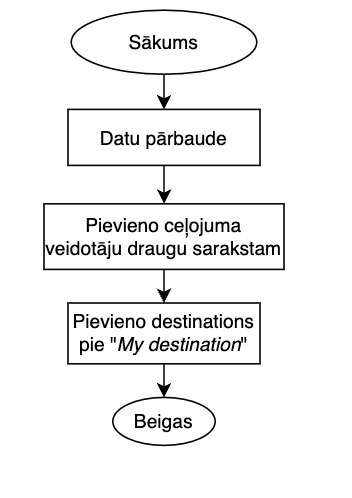 Sākums
Datu pārbaude
Pievieno ceļojuma
veidotāju draugu sarakstam
Pievieno destinations
pie "My destination"
Beigas